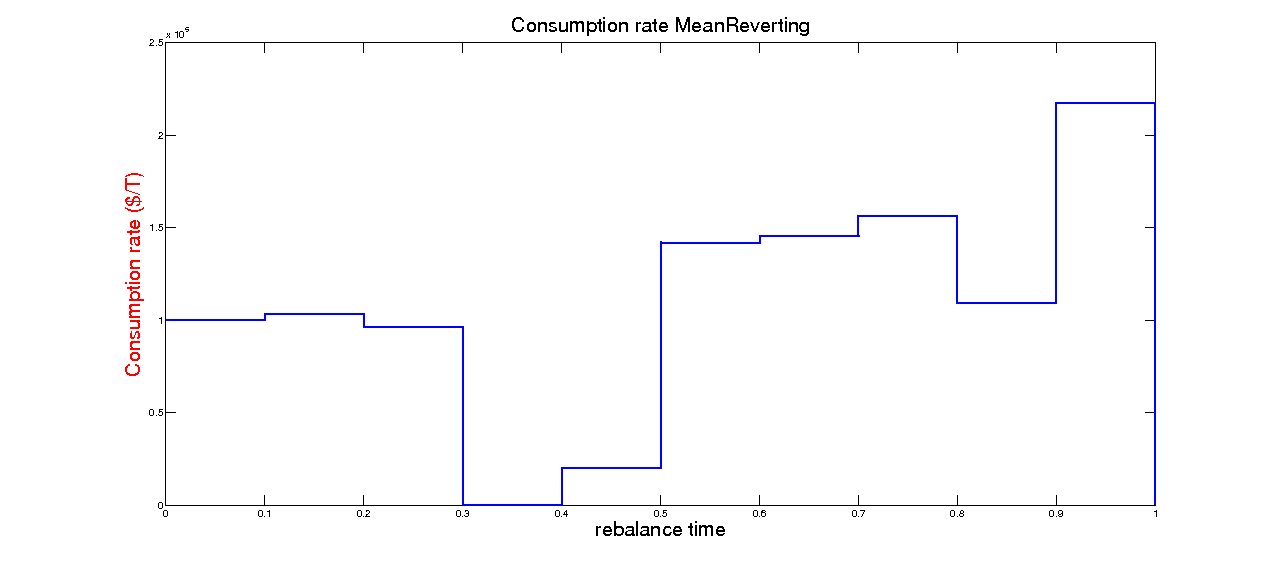 Consumption rate MeanReverting
x 10^5
2.5
2
1.5
1
0.5
0
Consumption rate ($/T)
0 0.1 0.2 0.3 0.4 0.5 0.6 0.7 0.8 0.9 1
rebalance time